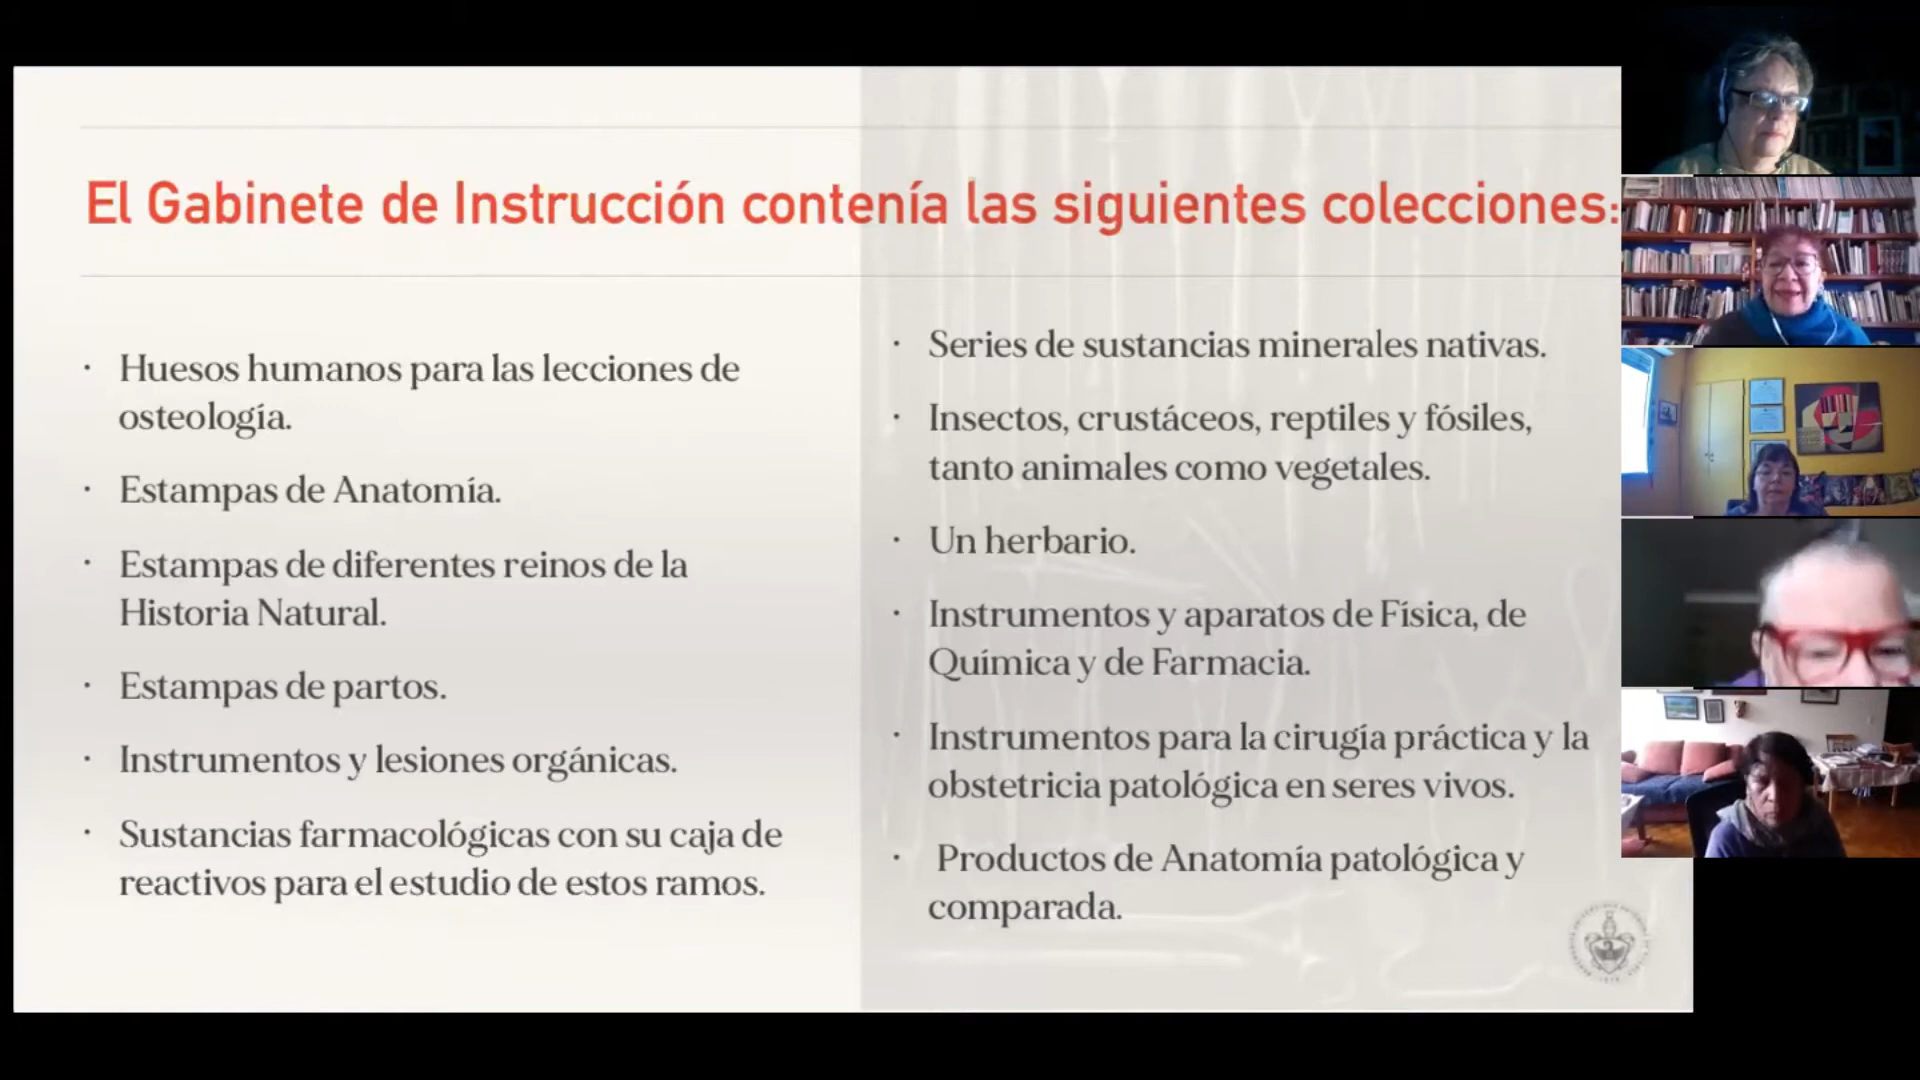 El Gabinete de Instrucción contenía las siguientes colecciones:
· Huesos humanos para las lecciones de
osteología.
· Estampas de Anatomía.
· Estampas de diferentes reinos de la
Historia Natural.
· Estampas de partos.
· Instrumentos y lesiones orgánicas.
· Sustancias farmacológicas con su caja de
reactivos para el estudio de estos ramos.
· Series de sustancias minerales nativas.
· Insectos, crustáceos, reptiles y fósiles,
tanto animales como vegetales.
· Un herbario.
· Instrumentos y aparatos de Física, de
Química y de Farmacia.
· Instrumentos para la cirugía práctica y la
obstetricia patológica en seres vivos.
· Productos de Anatomía patológica y
comparada.